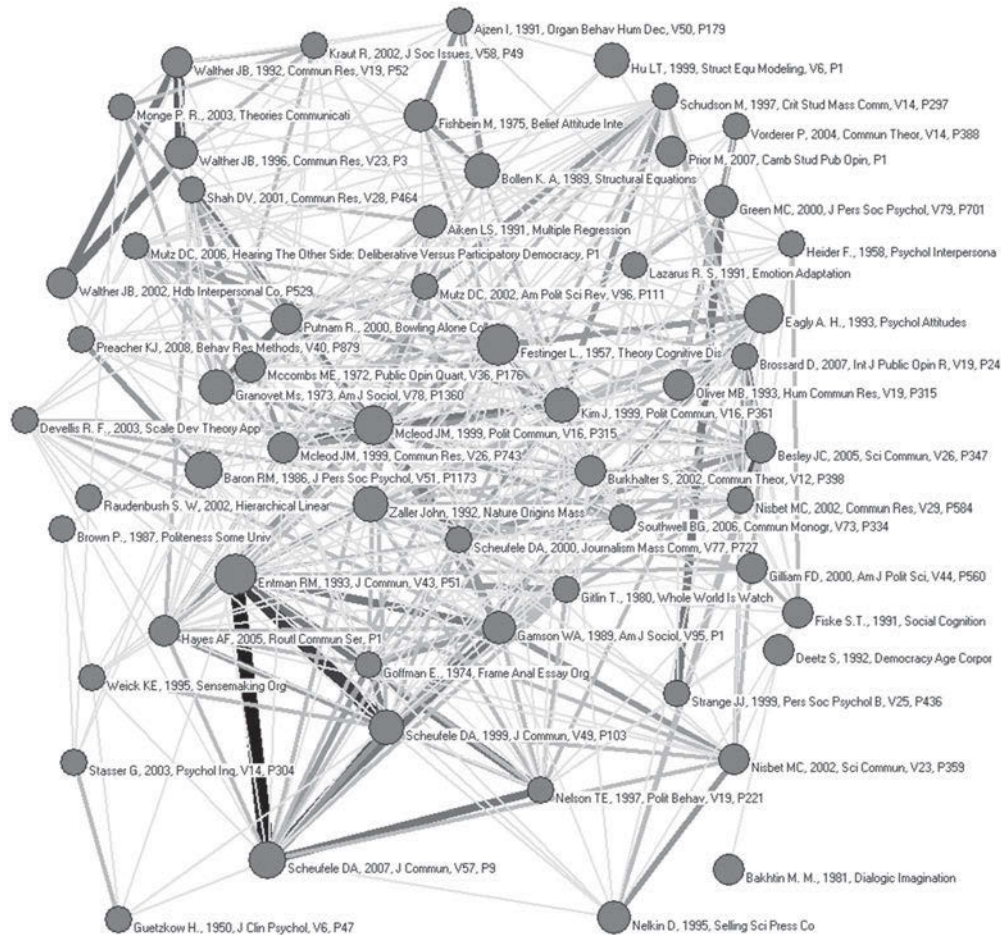 Ajzen I, 1991, Organ Behav Hum Dec, V50, P179
Kraut R, 2002, J Soc Issues, V58, P49
Walther JB, 1992, Commun Res, V19, P52
Hu LT, 1999, Struct Equ Modeling, V6, P1
Schudson M, 1997, Crit Stud Mass Comm, V14, P297
Monge P. R., 2003, Theories Communicati
Fishbein M, 1975, Belief Attitude Inte
Vorderer P, 2004, Commun Theor, V14, P388
Walther JB, 1996, Commun Res, V23, P3
Prior M, 2007, Camb Stud Pub Opin, P1
Bollen K. A, 1989, Structural Equations
Shah DV, 2001, Commun Res, V28, P464
Green MC, 2000, J Pers Soc Psychol, V79, P701
Aiken LS, 1991, Multiple Regression
Mutz DC, 2006, Hearing The Other Side: Deliberative Versus Participatory Democracy, P1
Heider F., 1958, Psychol Interpersona
Lazarus R. S, 1991, Emotion Adaptation
Walther JB, 2002, Hdb Interpersonal Co, P529
Mutz DC, 2002, Am Polit Sci Rev, V96, P111
Eagly A. H., 1993, Psychol Attitudes
Putnam R., 2000, Bowling Alone Col
Preacher KJ, 2008, Behav Res Methods, V40, P879
Festinger L., 1957, Theory Cognitive Dis
Brossard D, 2007, Int J Public Opin R, V19, P24
Mccombs ME, 1972, Public Opin Quart, V36, P176
Granovet Ms, 1973, Am J Sociol, V78, P1360
Oliver MB, 1993, Hum Commun Res, V19, P315
Kim J, 1999, Polit Commun, V16, P361
Devellis R. F., 2003, Scale Dev Theory App
Mcleod JM, 1999, Polit Commun, V16, P315
Mcleod JM, 1999, Commun Res, V26, P743
Besley JC, 2005, Sci Commun, V26, P347
Baron RM, 1986, J Pers Soc Psychol, V51, P1173
Burkhalter S, 2002, Commun Theor, V12, P398
Raudenbush S. W, 2002, Hierarchical Linear
Zaller John, 1992, Nature Origins Mass
Nisbet MC, 2002, Commun Res, V29, P584
Southwell BG, 2006, Commun Monogr, V73, P334
Brown P., 1987, Politeness Some Univ
Scheufele DA, 2000, Journalism Mass Comm, V77, P727
Entman RM, 1993, J Commun, V43, P51
Gilliam FD, 2000, Am J Polit Sci, V44, P560
Gitlin T., 1980, Whole World Is Watch
Fiske S.T., 1991, Social Cognition
Hayes AF, 2005, Routl Commun Ser, P1
Gamson WA, 1989, Am J Sociol, V95, P1
Deetz S, 1992, Democracy Age Corpor
Goffman E., 1974, Frame Anal Essay Org
Weick KE, 1995, Sensemaking Org
Strange JJ, 1999, Pers Soc Psychol B, V25, P436
Scheufele DA, 1999, J Commun, V49, P103
Stasser G, 2003, Psychol Inq, V14, P304
Nisbet MC, 2002, Sci Commun, V23, P359
Nelson TE, 1997, Polit Behav, V19, P221
Scheufele DA, 2007, J Commun, V57, P9
Bakhtin M. M., 1981, Dialogic Imagination
Guetzkow H., 1950, J Clin Psychol, V6, P47
Nelkin D, 1995, Selling Sci Press Co